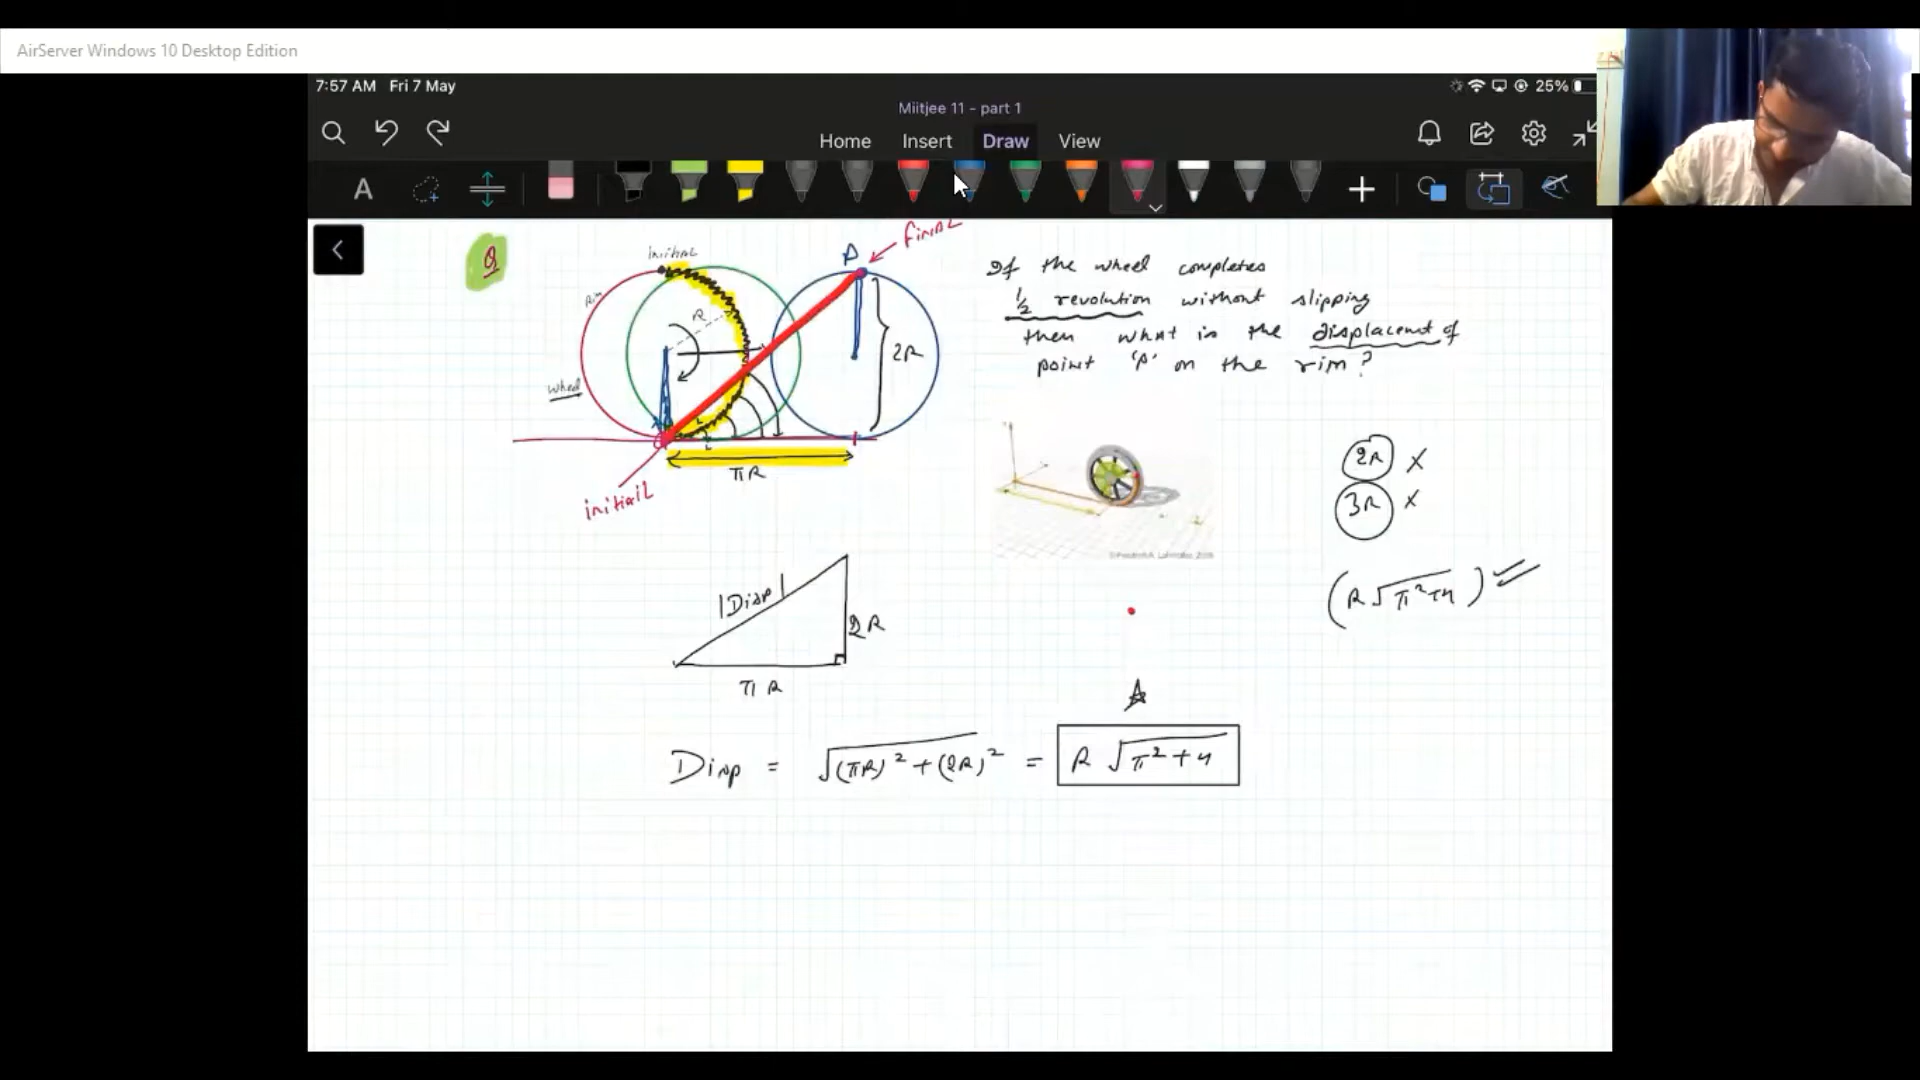 AirServer Windows 10 Desktop Edition
7:57 AM Fri 7 May
25%
Miitjee 11 - part 1
Home Insert Draw View
A
Q
initial
P
final
Rim
R
2R
wheel
πR
initial
If the wheel completes
1/2 revolution without slipping
then what is the displacement of
point 'P' on the rim?
2R ×
3R ×
(R√π²+4)
|Disp|
2R
πR
Disp = √(πR)²+(2R)² = R √π²+4